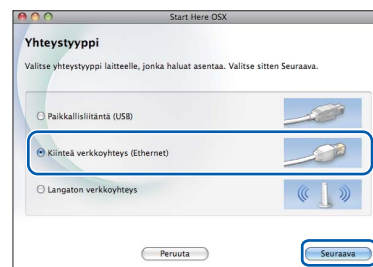 Start Here OSX
Yhteystyyppi
Valitse yhteystyyppi laitteelle, jonka haluat asentaa. Valitse sitten Seuraava.
Paikallisliitäntä (USB)
Kiinteä verkkoyhteys (Ethernet)
Langaton verkkoyhteys
Peruuta
Seuraava